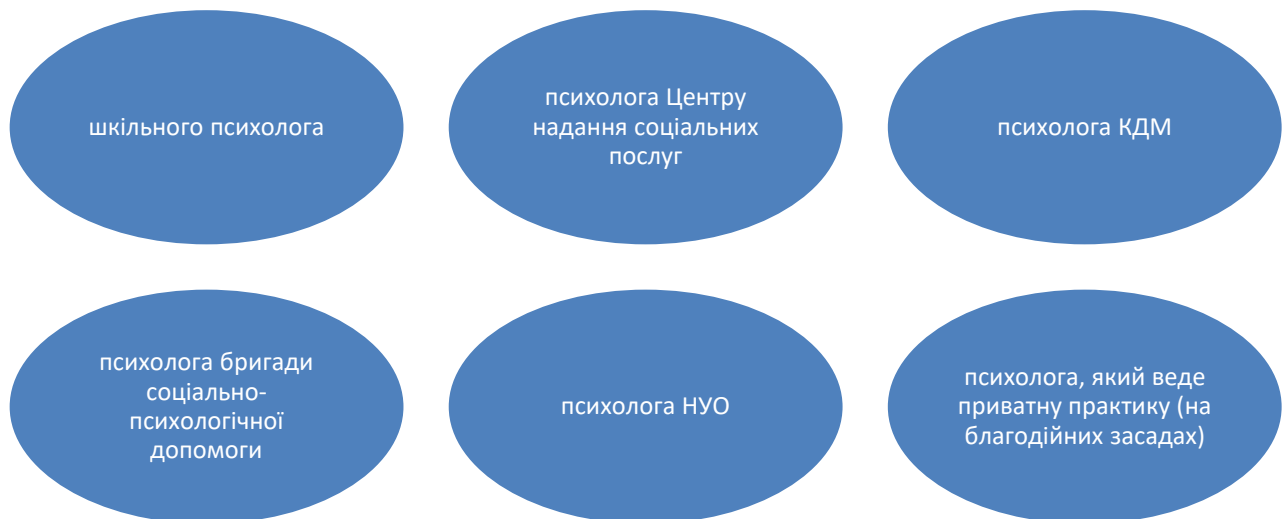 шкільного психолога
психолога Центру
надання соціальних
послуг
психолога КДМ
психолога бригади
соціально-
психологічної
допомоги
психолога НУО
психолога, який веде
приватну практику (на
благодійних засадах)